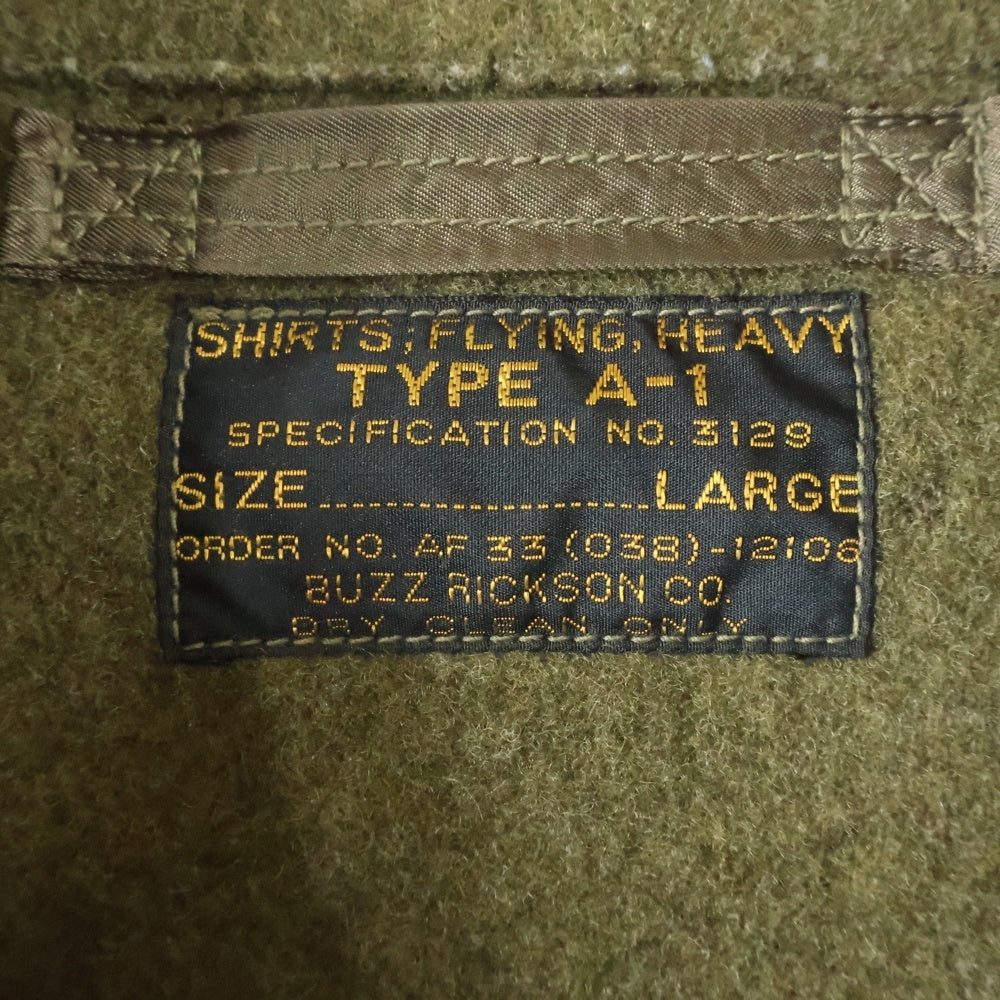 SHIRTS; FLYING, HEAVY
TYPE A-1
SPECIFICATION NO. 3129
SIZE....................LARGE
ORDER NO. AF 33 (038)-12106
BUZZ RICKSON CO.
DRY CLEAN ONLY